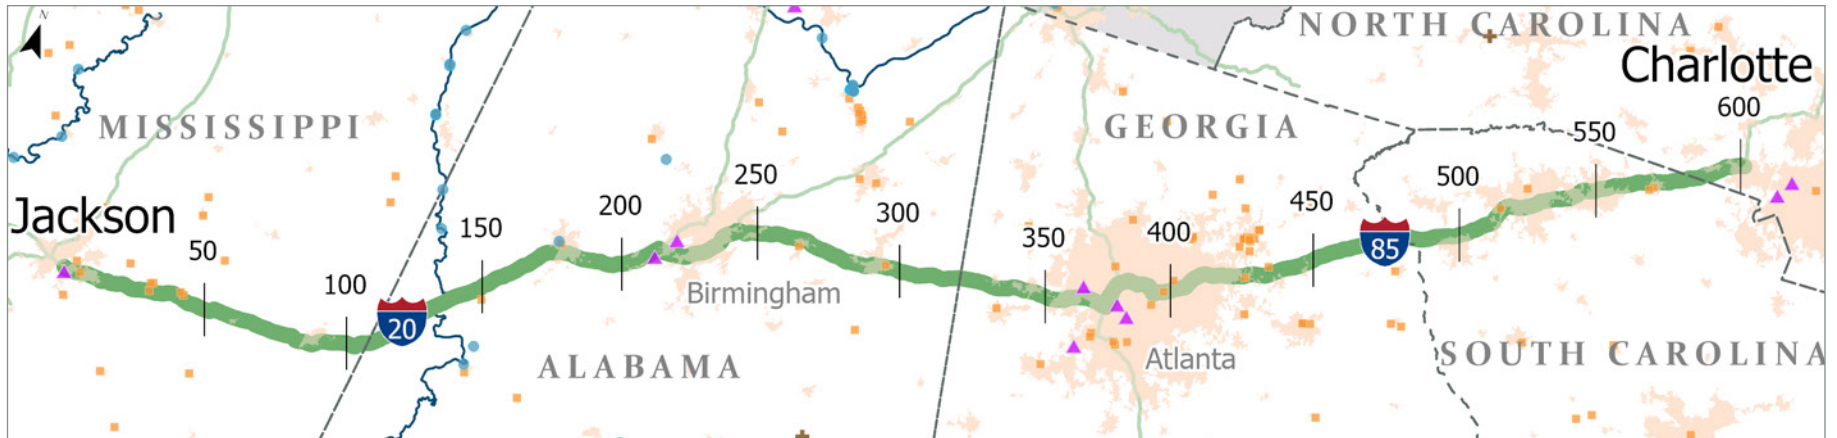 N
NORTH CAROLINA
Charlotte
600
MISSISSIPPI
GEORGIA
550
250
500
Jackson
200
450
300
150
400
350
50
85
100
Birmingham
20
Atlanta
ALABAMA
SOUTH CAROLINA